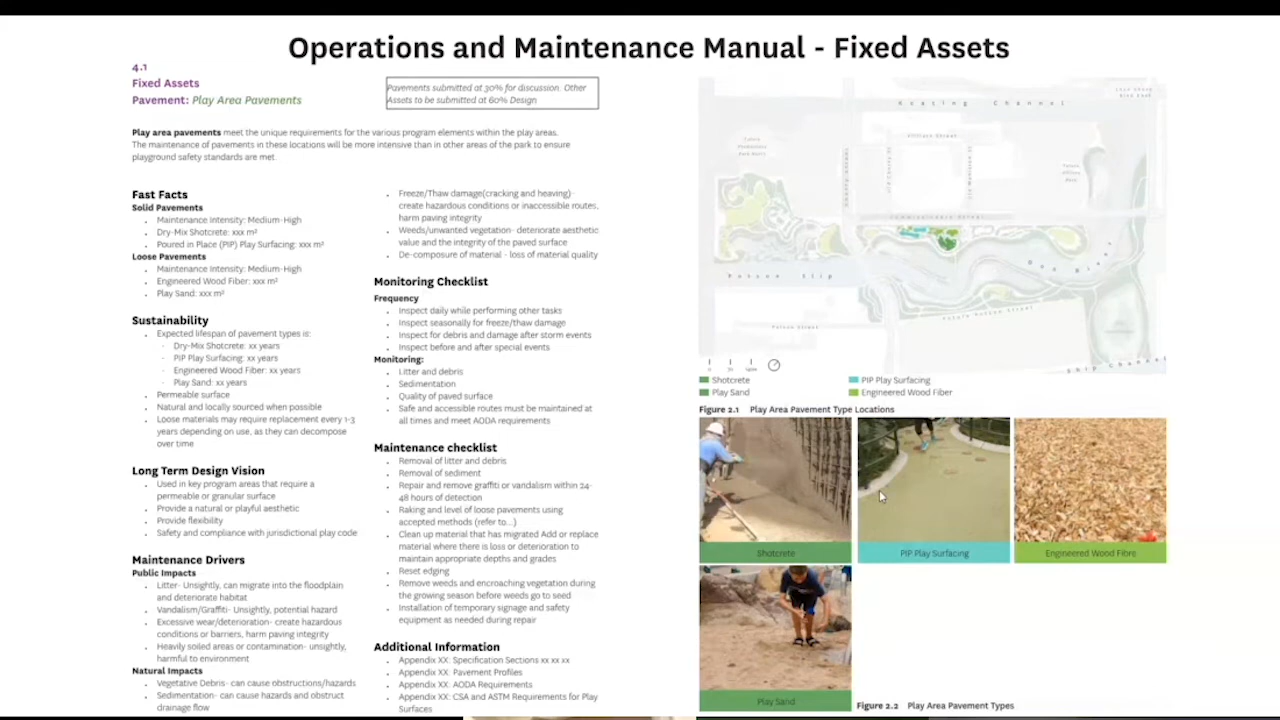 Operations and Maintenance Manual - Fixed Assets
4.1
Fixed Assets
Pavement: Play Area Pavements
Pavements submitted at 30% for discussion. Other
Assets to be submitted at 60% Design
Play area pavements meet the unique requirements for the various program elements within the play areas.
The maintenance of pavements in these locations will be more intensive than in other areas of the park to ensure
playground safety standards are met.
Fast Facts
Solid Pavements
Maintenance Intensity: Medium-High
Dry-Mix Shotcrete: xxx m²
Poured in Place (PIP) Play Surfacing: xxx m²
Loose Pavements
Maintenance Intensity: Medium-High
Engineered Wood Fiber: xxx m²
Play Sand: xxx m²
Sustainability
Expected lifespan of pavement types is:
- Dry-Mix Shotcrete: xx years
- PIP Play Surfacing: xx years
- Engineered Wood Fiber: xx years
- Play Sand: xx years
Permeable surface
Natural and locally sourced when possible
Loose materials may require replacement every 1-3
years depending on use, as they can decompose
over time
Long Term Design Vision
Used in key program areas that require a
permeable or granular surface
Provide a natural or playful aesthetic
Provide flexibility
Safety and compliance with jurisdictional play code
Maintenance Drivers
Public Impacts
Litter- Unsightly, can migrate into the floodplain
and deteriorate habitat
Vandalism/Graffiti- Unsightly, potential hazard
Excessive wear/deterioration- create hazardous
conditions or barriers, harm paving integrity
Heavily soiled areas or contamination- unsightly,
harmful to environment
Natural Impacts
Vegetative Debris- can cause obstructions/hazards
Sedimentation- can cause hazards and obstruct
drainage flow
Freeze/Thaw damage(cracking and heaving)-
create hazardous conditions or inaccessible routes,
harm paving integrity
Weeds/unwanted vegetation- deteriorate aesthetic
value and the integrity of the paved surface
De-compose of material - loss of material quality
Monitoring Checklist
Frequency
Inspect daily while performing other tasks
Inspect seasonally for freeze/thaw damage
Inspect for debris and damage after storm events
Inspect before and after special events
Monitoring:
Litter and debris
Sedimentation
Quality of paved surface
Safe and accessible routes must be maintained at
all times and meet AODA requirements
Maintenance checklist
Removal of litter and debris
Removal of sediment
Repair and remove graffiti or vandalism within 24-
48 hours of detection
Raking and level of loose pavements using
accepted methods (refer to...)
Clean up material that has migrated Add or replace
material where there is loss or deterioration to
maintain appropriate depths and grades
Reset edging
Remove weeds and encroaching vegetation during
the growing season before weeds go to seed
Installation of temporary signage and safety
equipment as needed during repair
Additional Information
Appendix XX: Specification Sections xx xx xx
Appendix XX: Pavement Profiles
Appendix XX: AODA Requirements
Appendix XX: CSA and ASTM Requirements for Play
Surfaces
Keating Channel
Villiers Street
Commissioners Street
Polson Slip
Don River
Polson Street
Ship Channel
Shotcrete
Play Sand
PIP Play Surfacing
Engineered Wood Fiber
Figure 2.1 Play Area Pavement Type Locations
Shotcrete
PIP Play Surfacing
Engineered Wood Fibre
Play Sand
Figure 2.2 Play Area Pavement Types